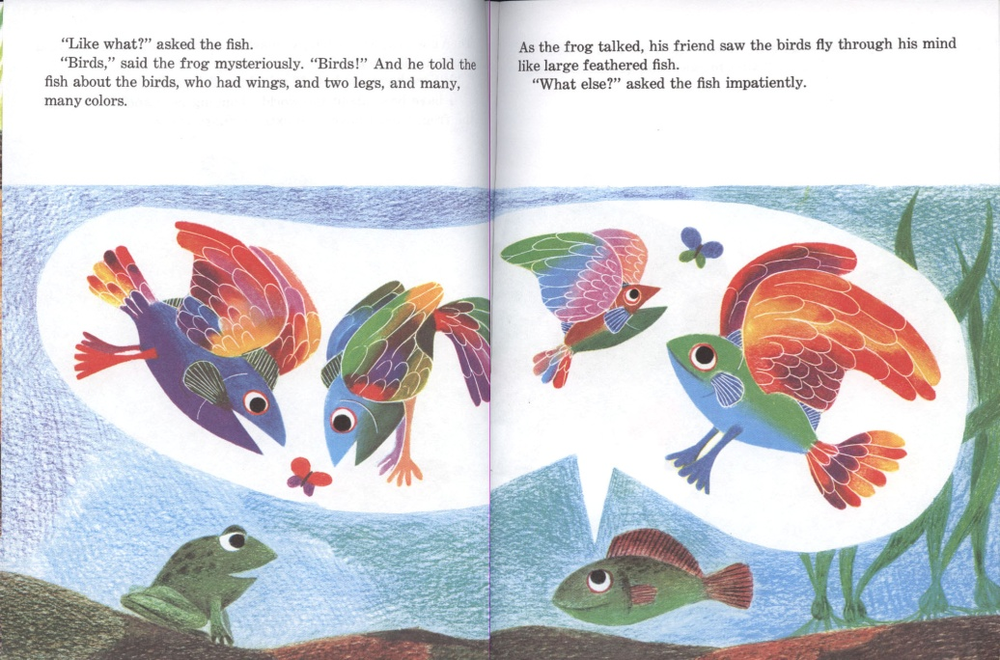 “Like what?” asked the fish.
“Birds,” said the frog mysteriously. “Birds!” And he told the
fish about the birds, who had wings, and two legs, and many,
many colors.
As the frog talked, his friend saw the birds fly through his mind
like large feathered fish.
“What else?” asked the fish impatiently.